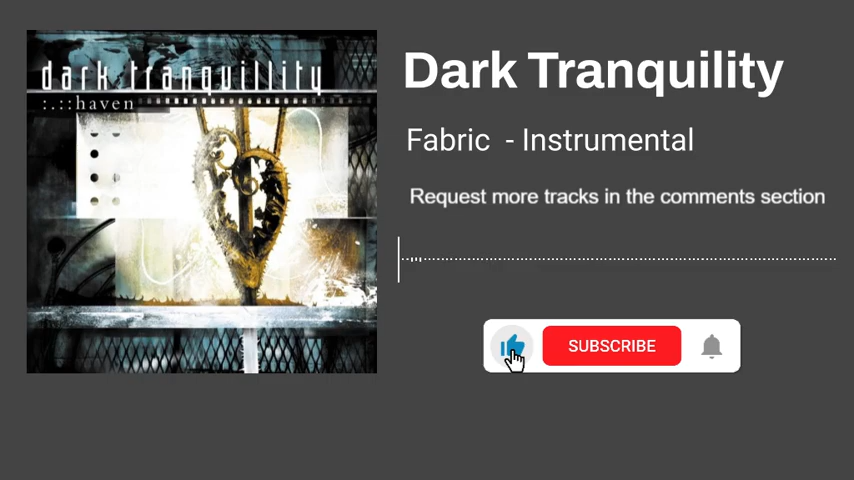 dark tranquillity
:.::haven
Dark Tranquility
Fabric - Instrumental
Request more tracks in the comments section
SUBSCRIBE